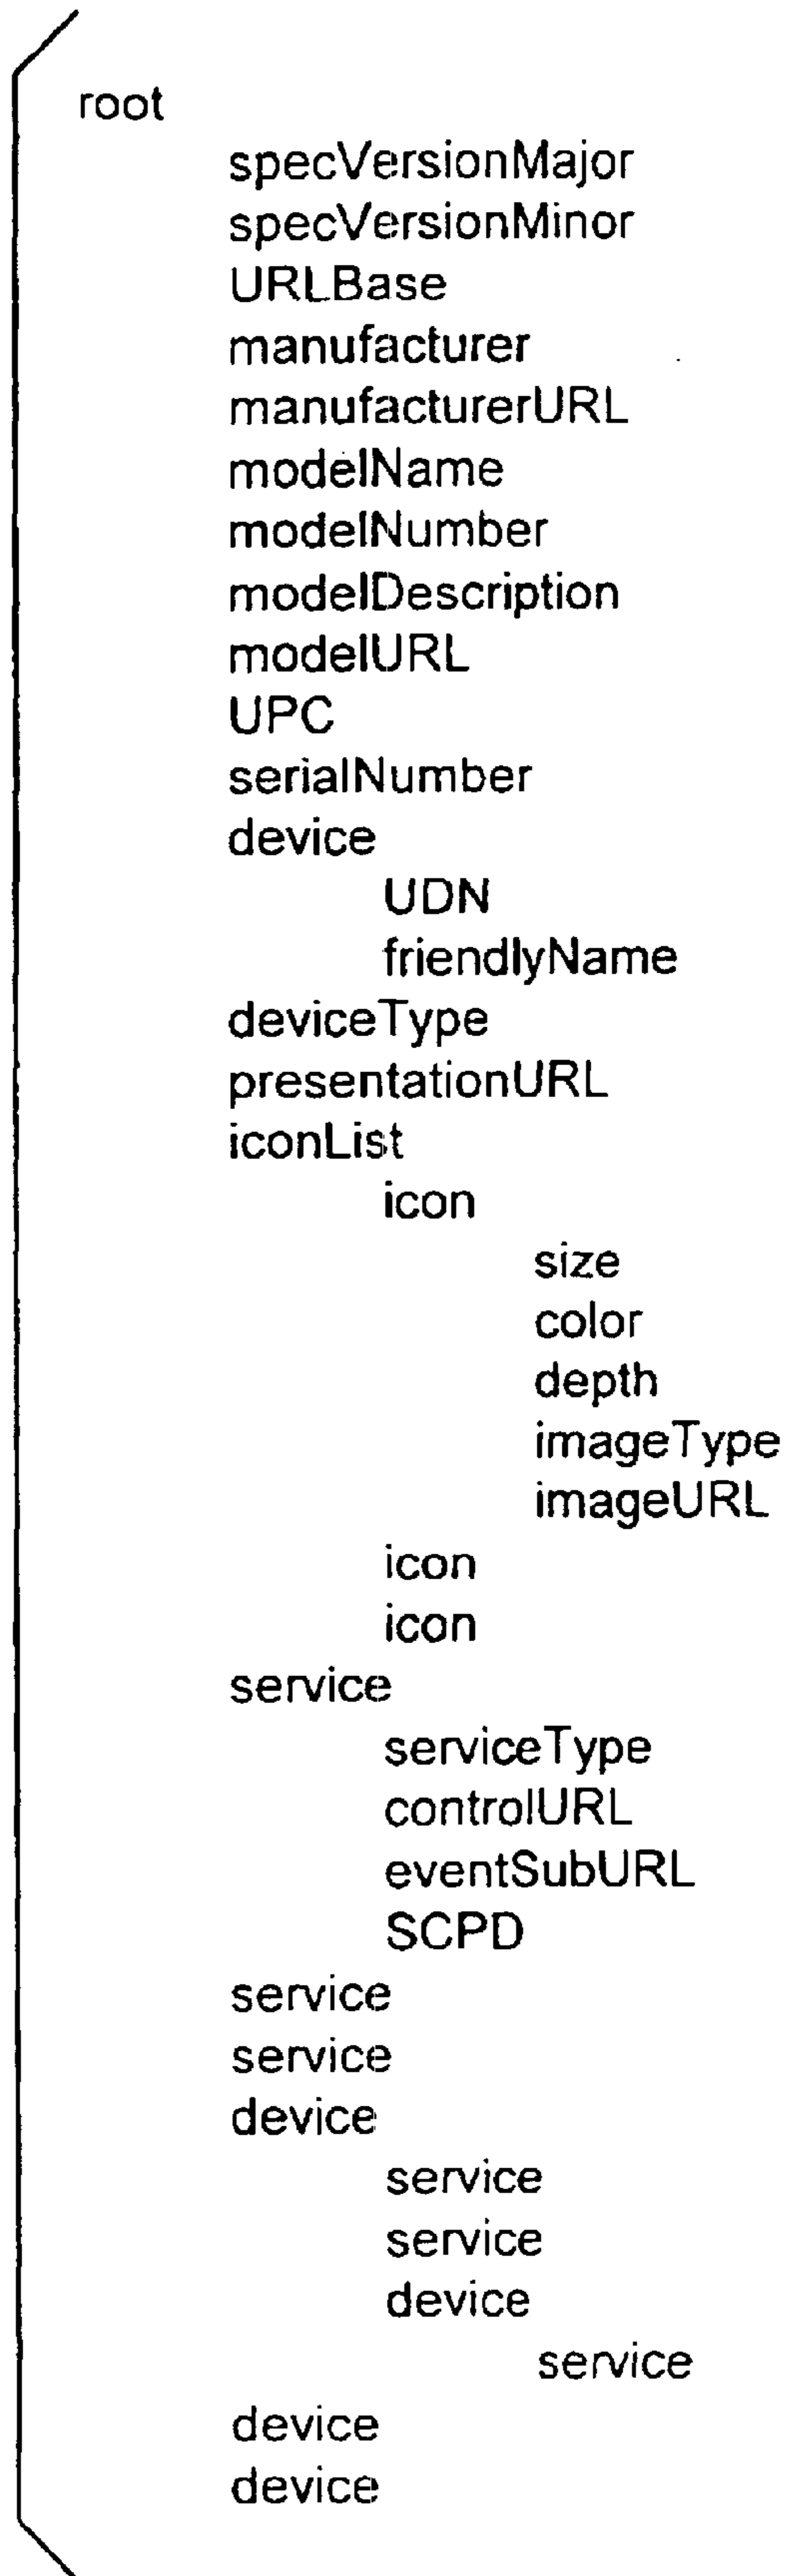 root
specVersionMajor
specVersionMinor
URLBase
manufacturer
manufacturerURL
modelName
modelNumber
modelDescription
modelURL
UPC
serialNumber
device
UDN
friendlyName
deviceType
presentationURL
iconList
icon
size
color
depth
imageType
imageURL
icon
icon
service
serviceType
controlURL
eventSubURL
SCPD
service
service
device
service
service
device
service
device
device